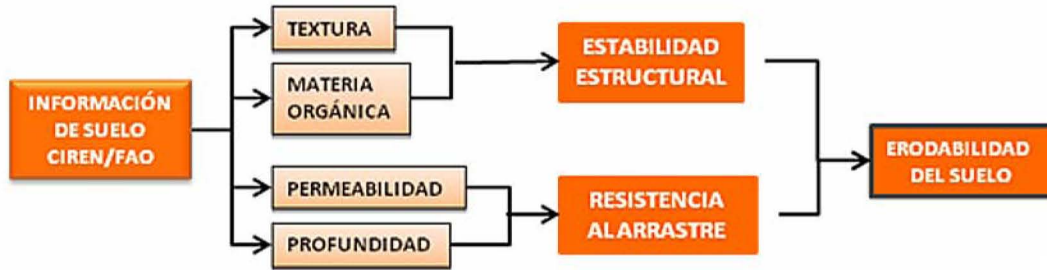 INFORMACIÓN
DE SUELO
CIREN/FAO
TEXTURA
MATERIA
ORGÁNICA
PERMEABILIDAD
PROFUNDIDAD
ESTABILIDAD
ESTRUCTURAL
RESISTENCIA
AL ARRASTRE
ERODABILIDAD
DEL SUELO